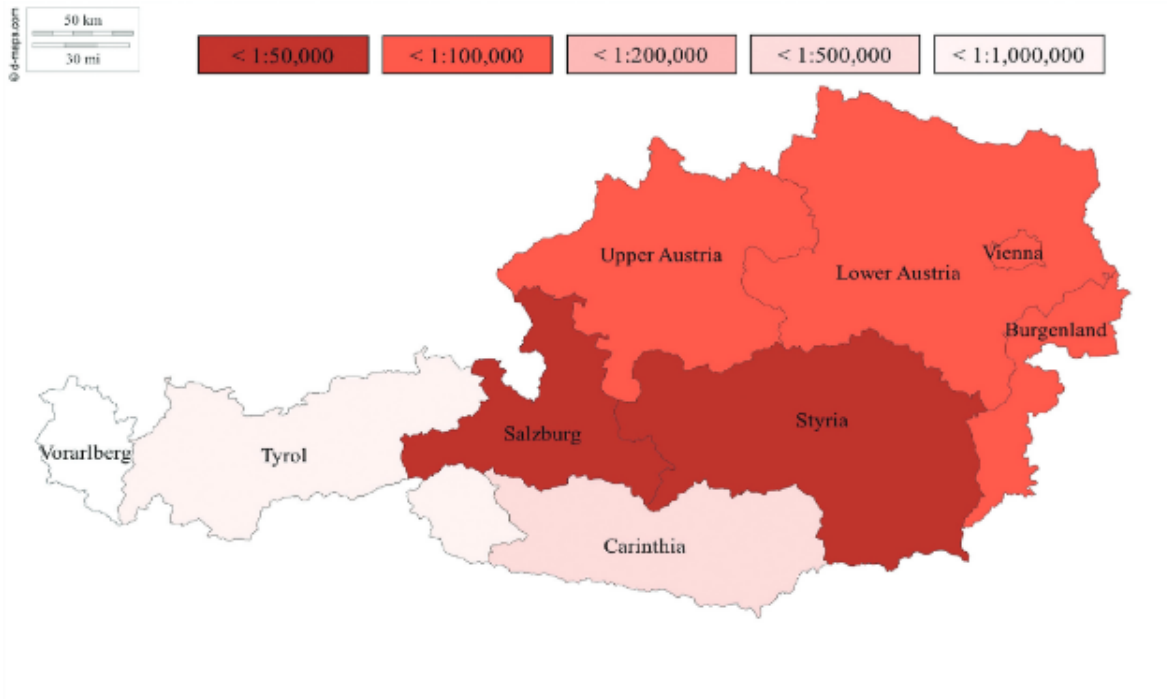 © d-maps.com
50 km
30 mi
< 1:50,000
< 1:100,000
< 1:200,000
< 1:500,000
< 1:1,000,000
Upper Austria
Vienna
Lower Austria
Burgenland
Styria
Salzburg
Vorarlberg
Tyrol
Carinthia